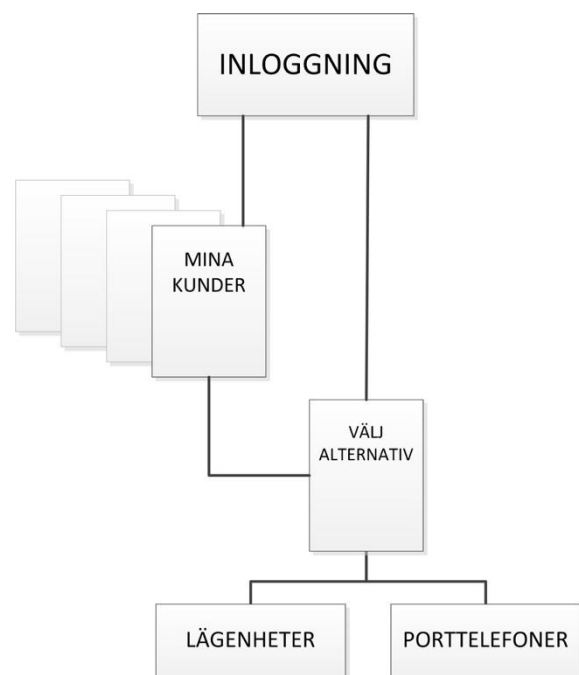 INLOGGNING
MINA
KUNDER
VÄLJ
ALTERNATIV
LÄGENHETER
PORTTELEFONER